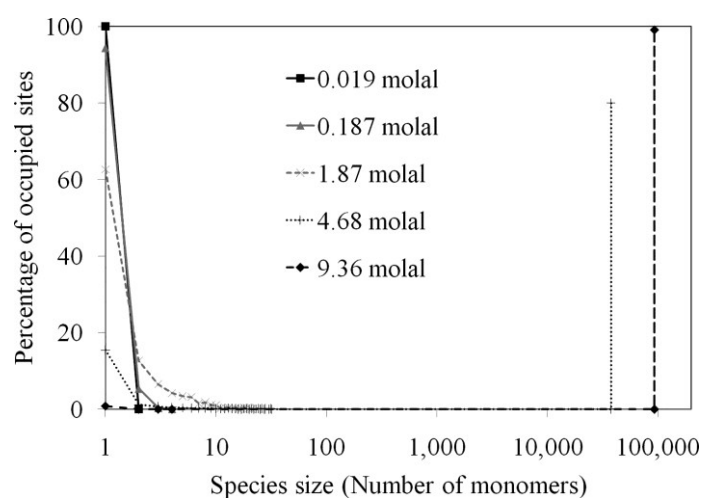 100
80
60
40
20
0
Percentage of occupied sites
0.019 molal
0.187 molal
1.87 molal
4.68 molal
9.36 molal
1 10 100 1,000 10,000 100,000
Species size (Number of monomers)